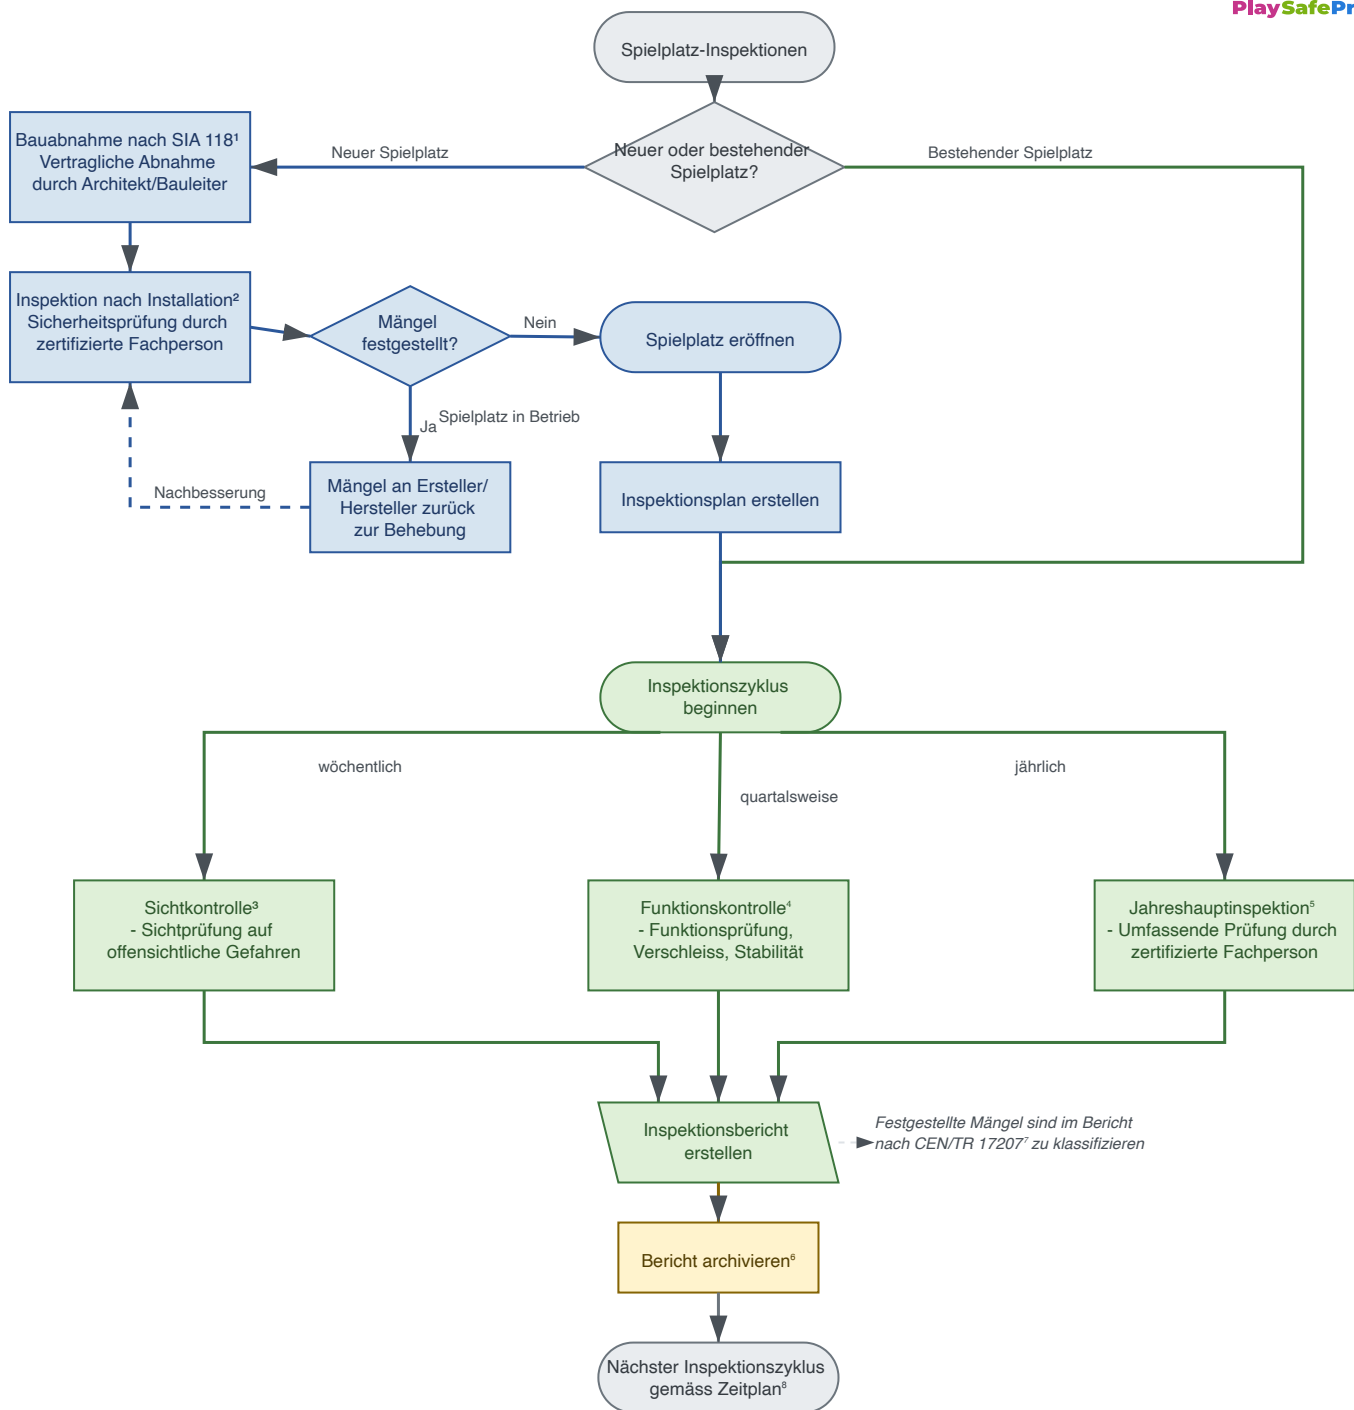 PlaySafePr
Spielplatz-Inspektionen
Neuer oder bestehender
Spielplatz?
Neuer Spielplatz
Bestehender Spielplatz
Bauabnahme nach SIA 118¹
Vertragliche Abnahme
durch Architekt/Bauleiter
Inspektion nach Installation²
Sicherheitsprüfung durch
zertifizierte Fachperson
Mängel
festgestellt?
Nein
Spielplatz eröffnen
Ja
Spielplatz in Betrieb
Nachbesserung
Mängel an Ersteller/
Hersteller zurück
zur Behebung
Inspektionsplan erstellen
Inspektionszyklus
beginnen
wöchentlich
quartalsweise
jährlich
Sichtkontrolle³
- Sichtprüfung auf
offensichtliche Gefahren
Funktionskontrolle⁴
- Funktionsprüfung,
Verschleiss, Stabilität
Jahreshauptinspektion⁵
- Umfassende Prüfung durch
zertifizierte Fachperson
Inspektionsbericht
erstellen
Festgestellte Mängel sind im Bericht
nach CEN/TR 17207⁷ zu klassifizieren
Bericht archivieren⁶
Nächster Inspektionszyklus
gemäss Zeitplan⁸